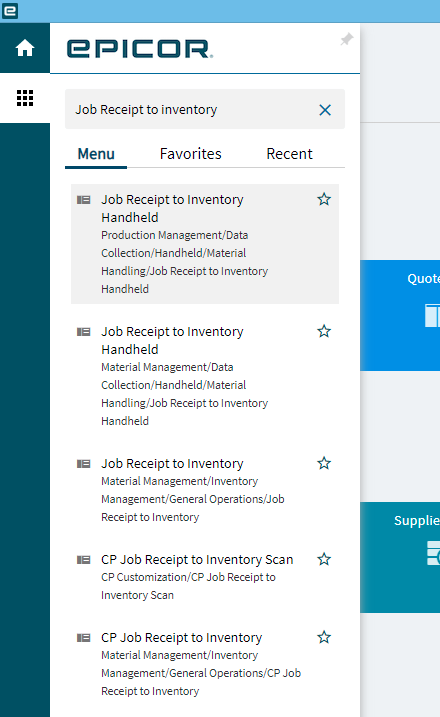 EPICOR
Job Receipt to inventory
Menu Favorites Recent
Job Receipt to Inventory
Handheld
Production Management/Data
Collection/Handheld/Material
Handling/Job Receipt to Inventory
Handheld
Job Receipt to Inventory
Handheld
Material Management/Data
Collection/Handheld/Material
Handling/Job Receipt to Inventory
Handheld
Job Receipt to Inventory
Material Management/Inventory
Management/General Operations/Job
Receipt to Inventory
CP Job Receipt to Inventory Scan
CP Customization/CP Job Receipt to
Inventory Scan
CP Job Receipt to Inventory
Material Management/Inventory
Management/General Operations/CP Job
Receipt to Inventory
Quote
Supplie